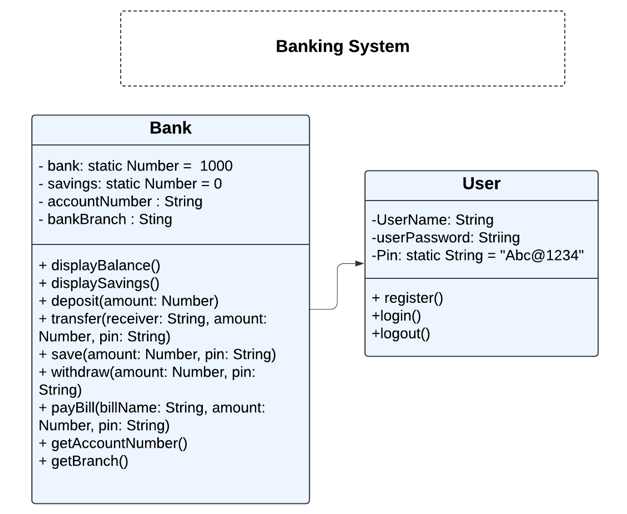 Banking System
Bank
- bank: static Number =  1000
- savings: static Number = 0
- accountNumber : String
- bankBranch : Sting
+ displayBalance()
+ displaySavings()
+ deposit(amount: Number)
+ transfer(receiver: String, amount:
Number, pin: String)
+ save(amount: Number, pin: String)
+ withdraw(amount: Number, pin:
String)
+ payBill(billName: String, amount:
Number, pin: String)
+ getAccountNumber()
+ getBranch()
User
-UserName: String
-userPassword: Striing
-Pin: static String = "Abc@1234"
+ register()
+login()
+logout()